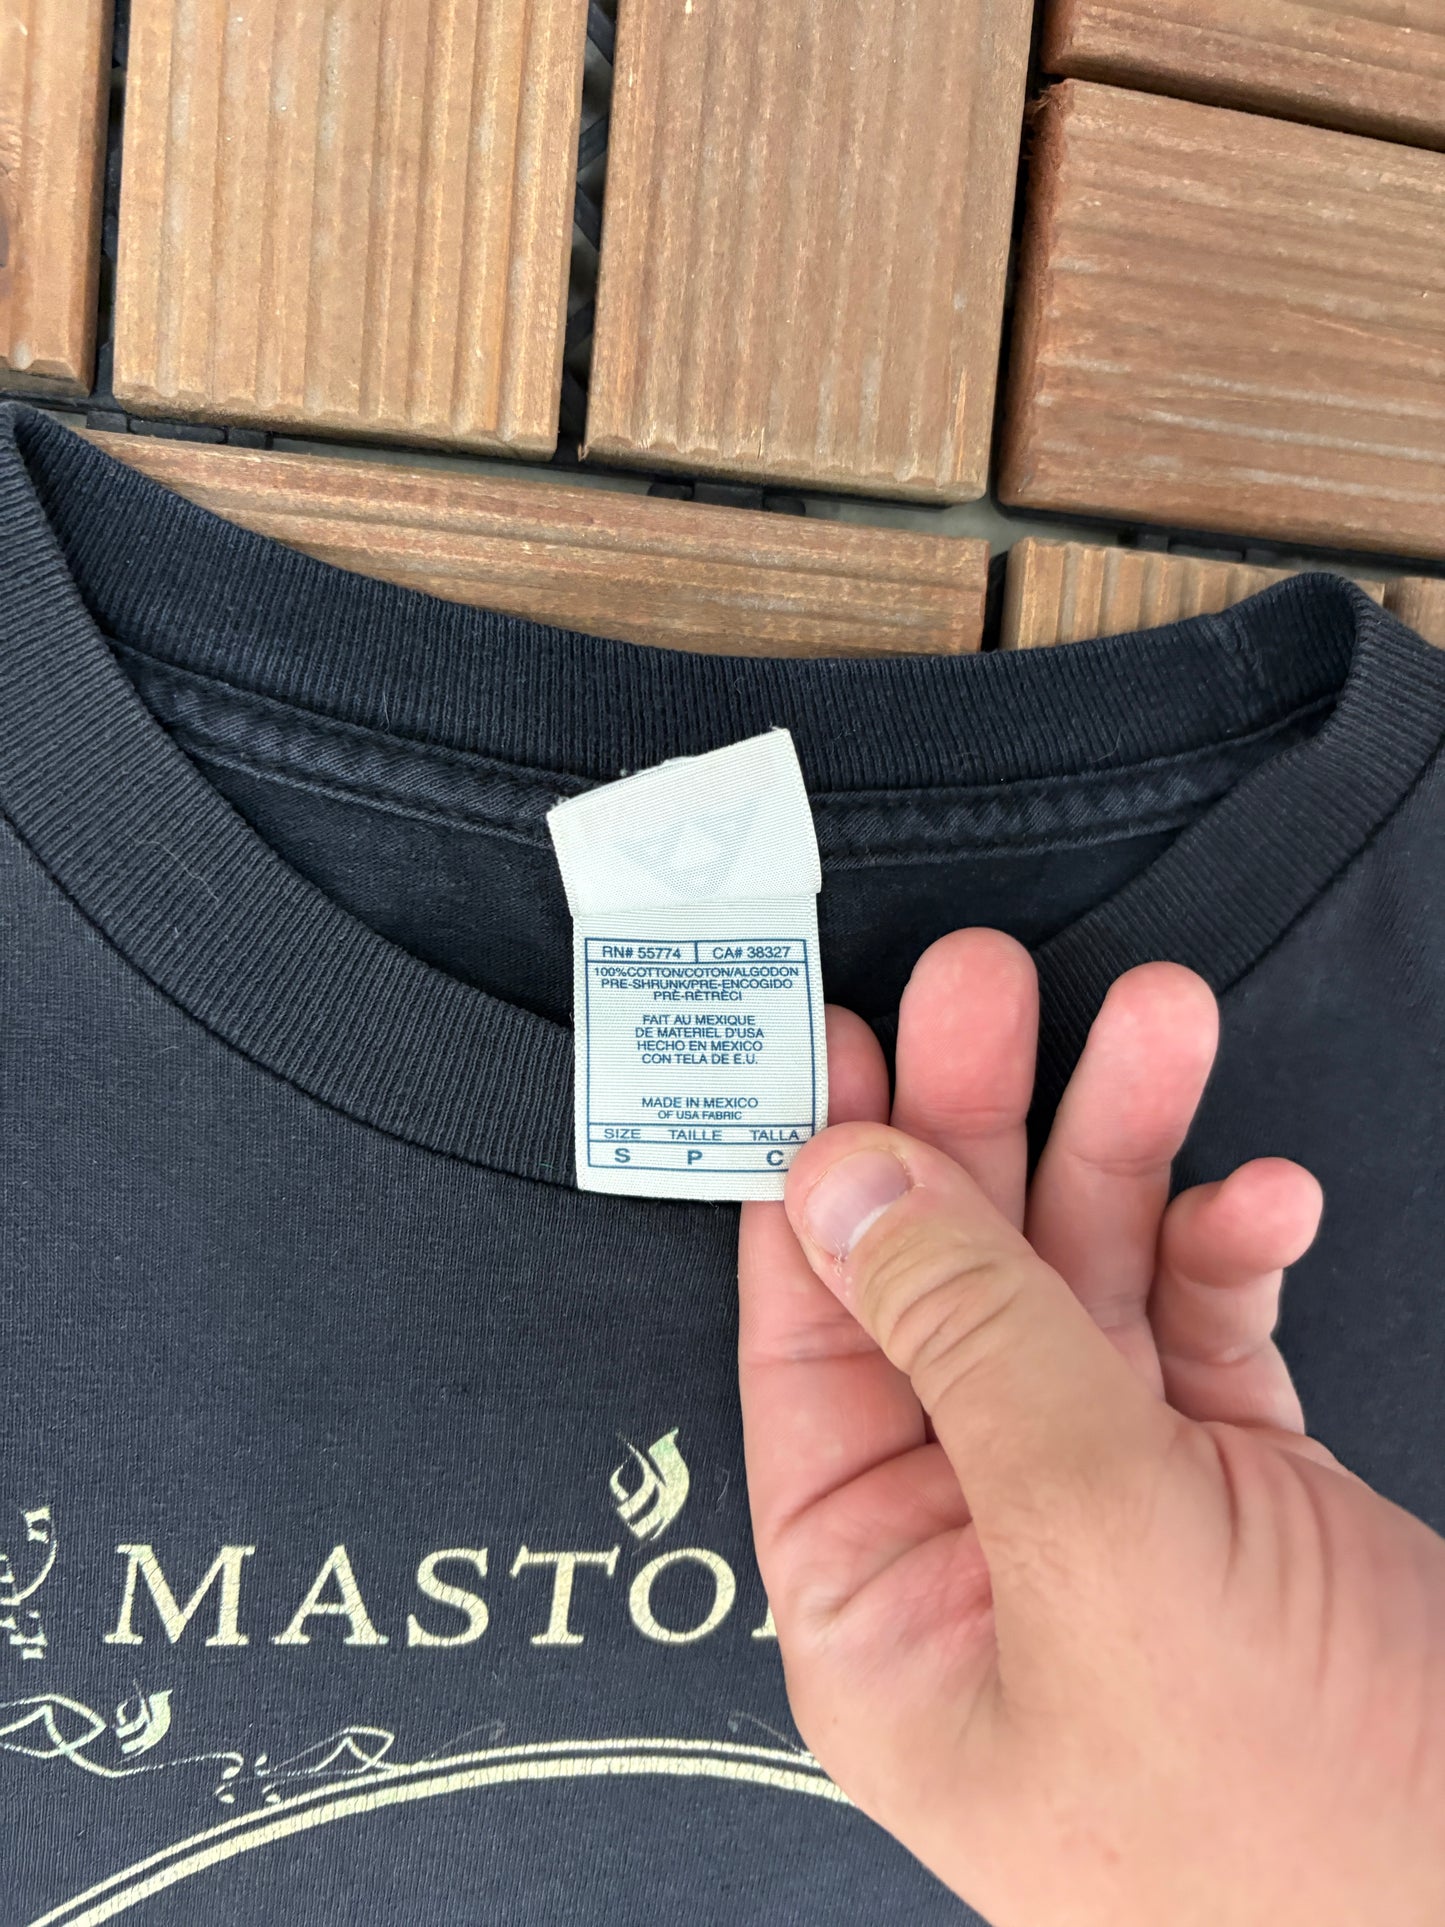 RN# 55774 CA# 38327
100%COTTON/COTON/ALGODON
PRE-SHRUNK/PRE-ENCOGIDO
PRÉ-RÉTRÉCI
FAIT AU MEXIQUE
DE MATERIEL D'USA
HECHO EN MEXICO
CON TELA DE E.U.
MADE IN MEXICO
OF USA FABRIC
SIZE TAILLE TALLA
S P C
MASTO